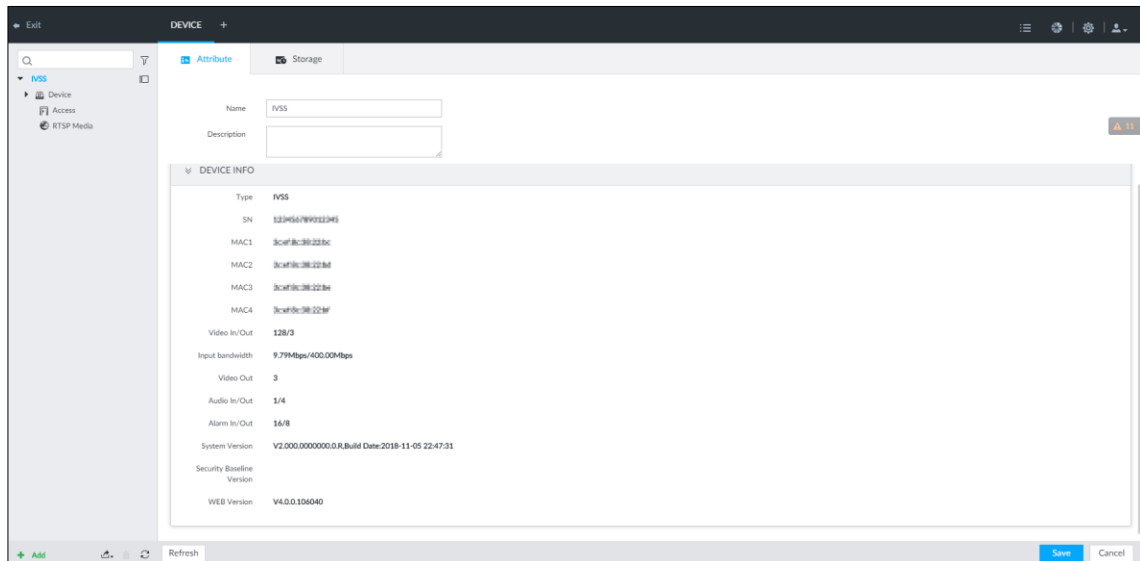 Exit
DEVICE +
Attribute
Storage
IVSS
Device
Access
RTSP Media
Name IVSS
Description
11
DEVICE INFO
Type IVSS
SN
MAC1
MAC2
MAC3
MAC4
Video In/Out 128/3
Input bandwidth 9.79Mbps/400.00Mbps
Video Out 3
Audio In/Out 1/4
Alarm In/Out 16/8
System Version V2.000.0000000.0.R,Build Date:2018-11-05 22:47:31
Security Baseline
Version
WEB Version V4.0.0.106040
+ Add
Refresh
Save
Cancel